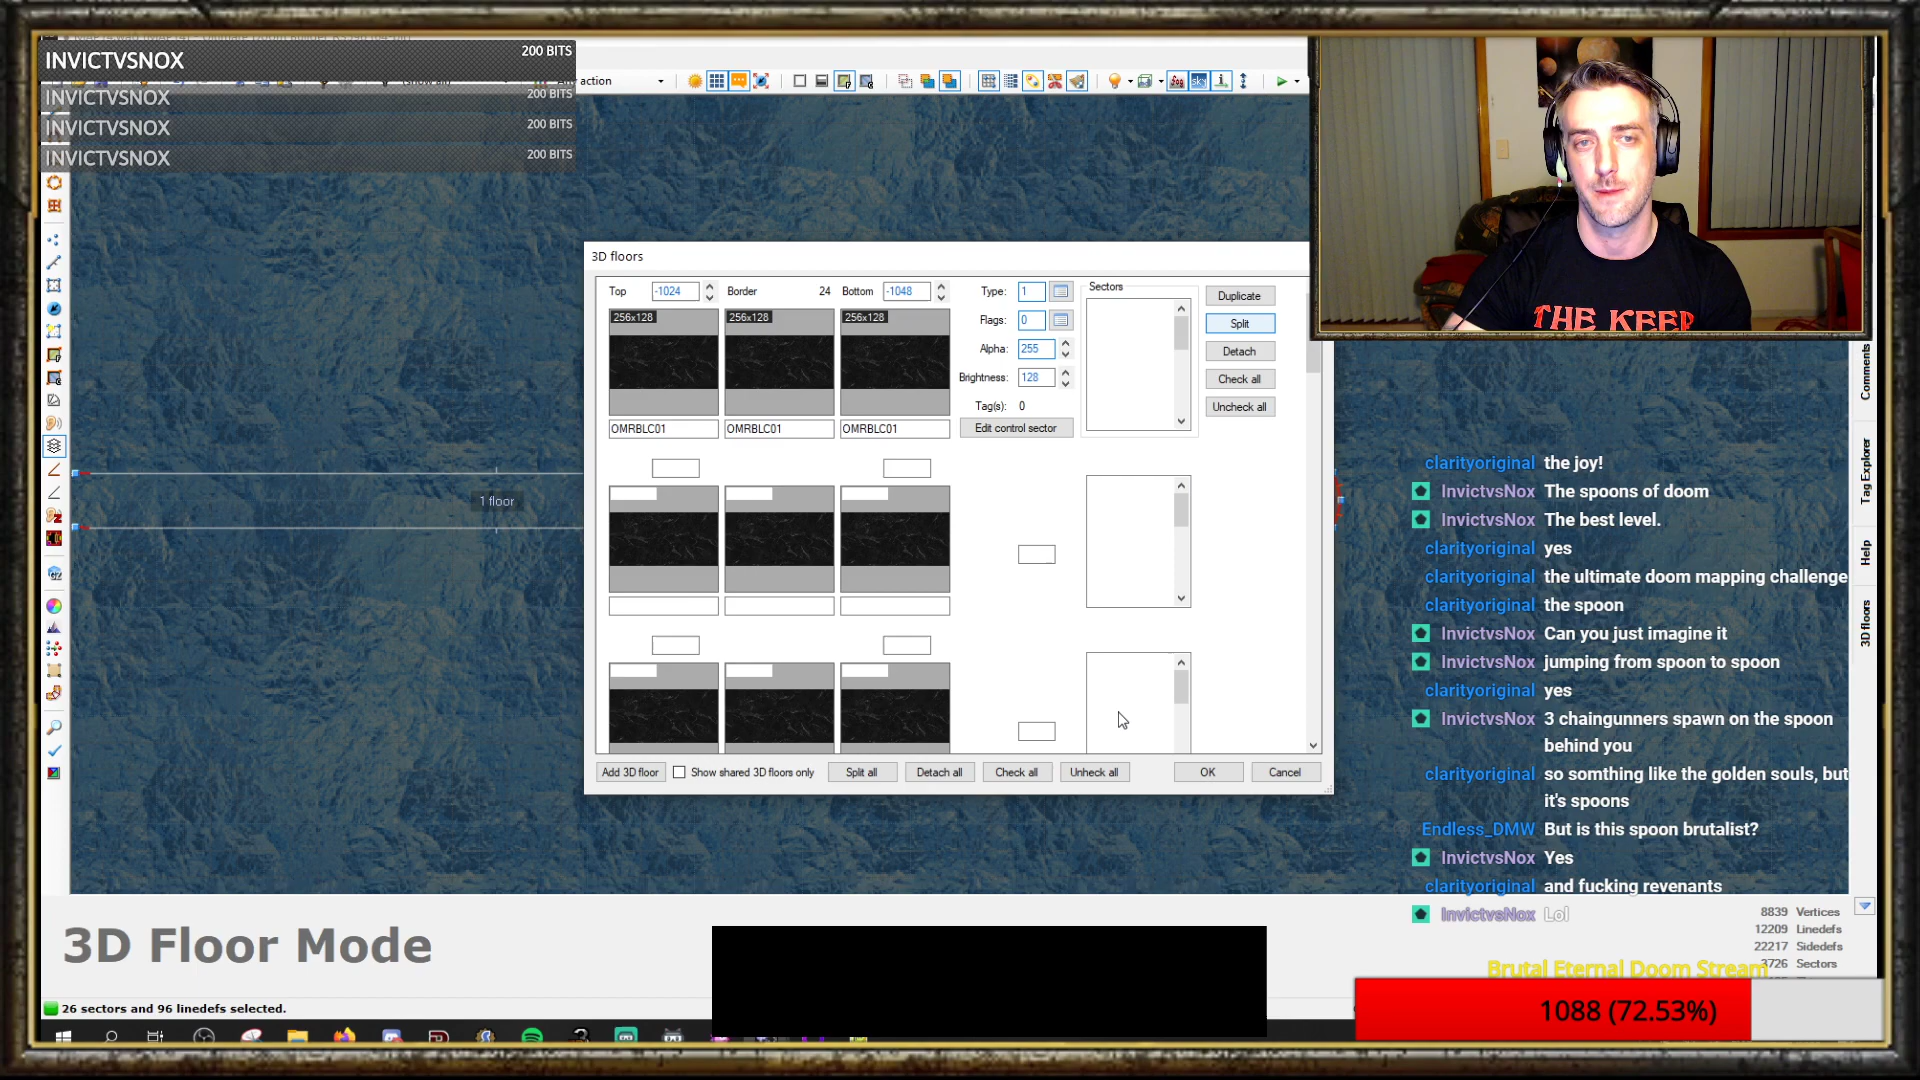 INVICTVSNOX 200 BITS
INVICTVSNOX 200 BITS
INVICTVSNOX 200 BITS
INVICTVSNOX 200 BITS
action
3D floors
Top -1024 Border 24 Bottom -1048 Type: 1 Sectors Duplicate
256x128 256x128 256x128 Flags: 0 Split
Alpha: 255 Detach
Brightness: 128 Check all
Tag(s): 0 Uncheck all
OMRBLC01 OMRBLC01 OMRBLC01 Edit control sector
1 floor
Add 3D floor Show shared 3D floors only Split all Detach all Check all Uncheck all OK Cancel
THE KEEP
Comments
Tag Explorer
Help
3D floors
clarityoriginal the joy!
InvictvsNox The spoons of doom
InvictvsNox The best level.
clarityoriginal yes
clarityoriginal the ultimate doom mapping challenge
clarityoriginal the spoon
InvictvsNox Can you just imagine it
InvictvsNox jumping from spoon to spoon
clarityoriginal yes
InvictvsNox 3 chaingunners spawn on the spoon
behind you
clarityoriginal so somthing like the golden souls, but
it's spoons
Endless_DMW But is this spoon brutalist?
InvictvsNox Yes
clarityoriginal and fucking revenants
InvictvsNox Lol
8839 Vertices
12209 Linedefs
22217 Sidedefs
3726 Sectors
3D Floor Mode
Brutal Eternal Doom Stream
26 sectors and 96 linedefs selected.
1088 (72.53%)